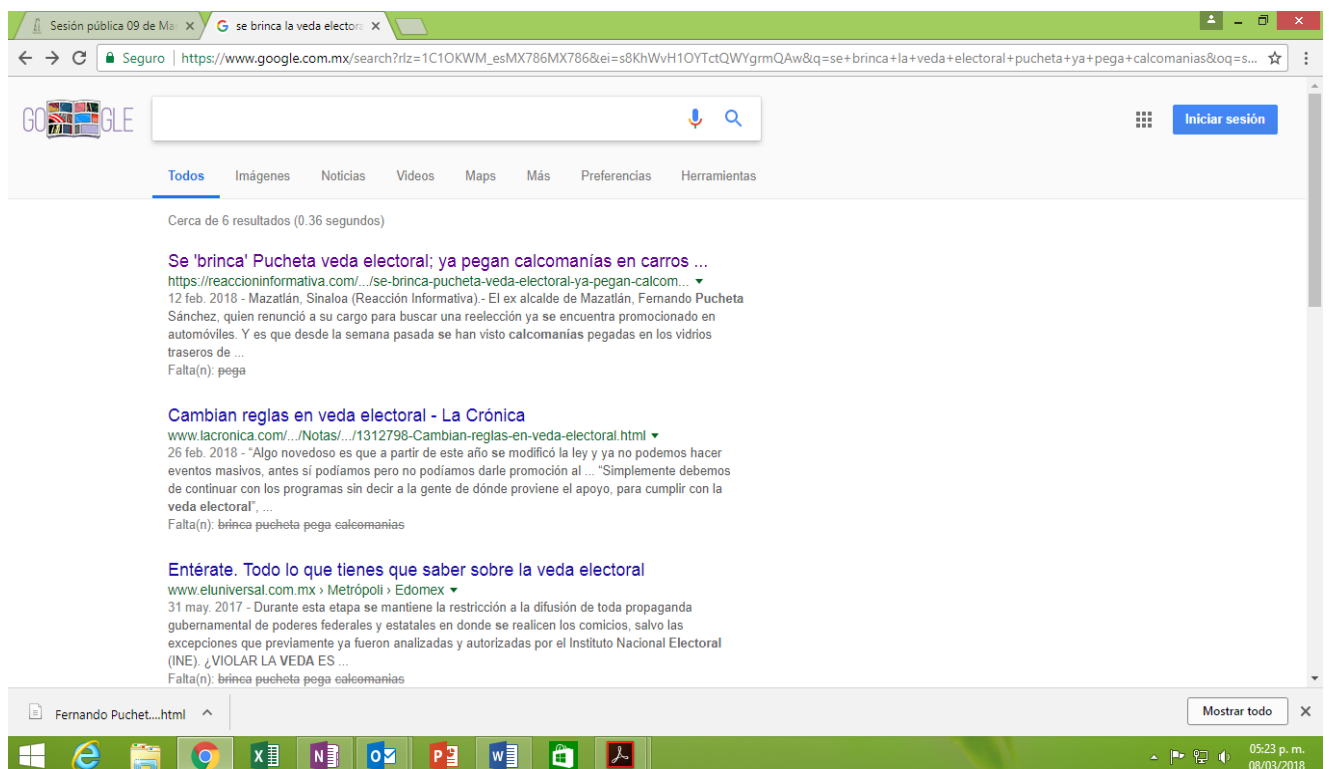 Sesión pública 09 de Ma
se brinca la veda electora
Seguro | https://www.google.com.mx/search?rlz=1C1OKWM_esMX786MX786&ei=s8KhWvH1OYTctQWYgrmQAw&q=se+brinca+la+veda+electoral+pucheta+ya+pega+calcomanias&oq=s...
GO GLE
Iniciar sesión
Todos Imágenes Noticias Videos Maps Más Preferencias Herramientas
Cerca de 6 resultados (0.36 segundos)
Se 'brinca' Pucheta veda electoral; ya pegan calcomanías en carros ...
https://reaccioninformativa.com/.../se-brinca-pucheta-veda-electoral-ya-pegan-calcom...
12 feb. 2018 - Mazatlán, Sinaloa (Reacción Informativa).- El ex alcalde de Mazatlán, Fernando Pucheta
Sánchez, quien renunció a su cargo para buscar una reelección ya se encuentra promocionado en
automóviles. Y es que desde la semana pasada se han visto calcomanías pegadas en los vidrios
traseros de ...
Falta(n): pega
Cambian reglas en veda electoral - La Crónica
www.lacronica.com/.../Notas/.../1312798-Cambian-reglas-en-veda-electoral.html
26 feb. 2018 - “Algo novedoso es que a partir de este año se modificó la ley y ya no podemos hacer
eventos masivos, antes sí podíamos pero no podíamos darle promoción al ... “Simplemente debemos
de continuar con los programas sin decir a la gente de dónde proviene el apoyo, para cumplir con la
veda electoral”, ...
Falta(n): brinca pucheta pega calcomanias
Entérate. Todo lo que tienes que saber sobre la veda electoral
www.eluniversal.com.mx › Metrópoli › Edomex
31 may. 2017 - Durante esta etapa se mantiene la restricción a la difusión de toda propaganda
gubernamental de poderes federales y estatales en donde se realicen los comicios, salvo las
excepciones que previamente ya fueron analizadas y autorizadas por el Instituto Nacional Electoral
(INE). ¿VIOLAR LA VEDA ES ...
Falta(n): brinca pucheta pega calcomanias
Fernando Puchet....html
Mostrar todo
05:23 p. m.
08/03/2018